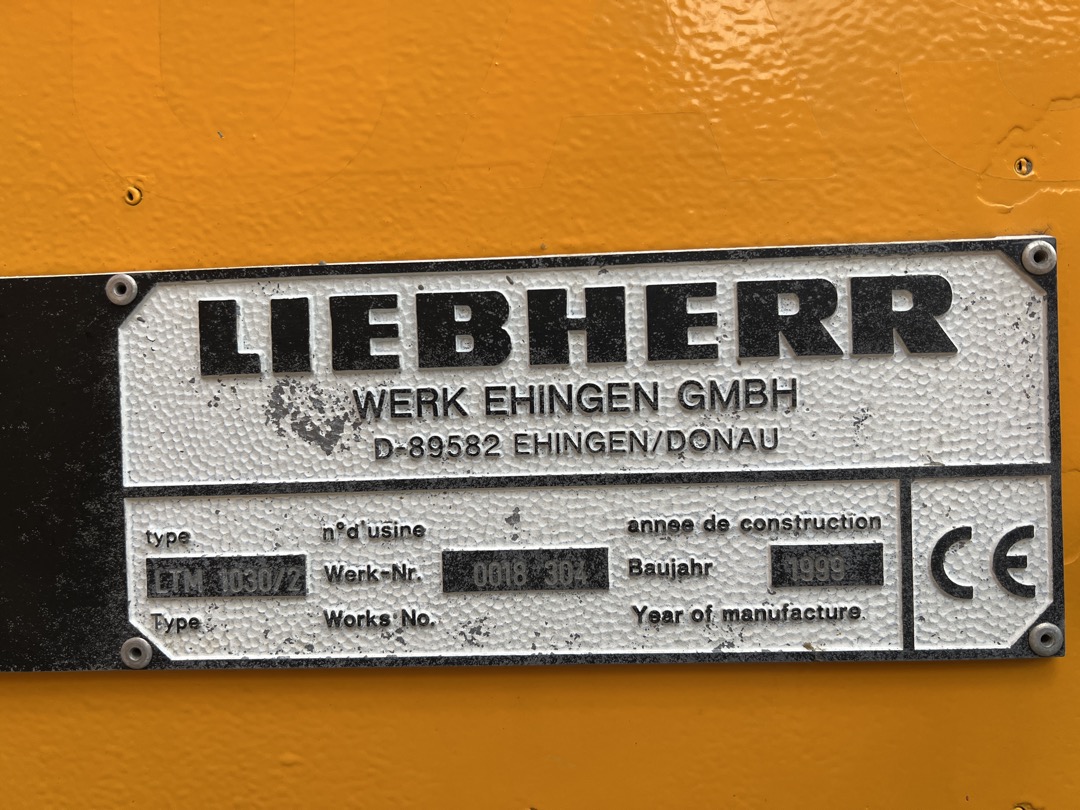 LIEBHERR
WERK EHINGEN GMBH
D-89582 EHINGEN/DONAU
type n°d'usine annee de construction
LTM 1030/2 Werk-Nr. 0018 304 Baujahr 1999
Type Works No. Year of manufacture
CE